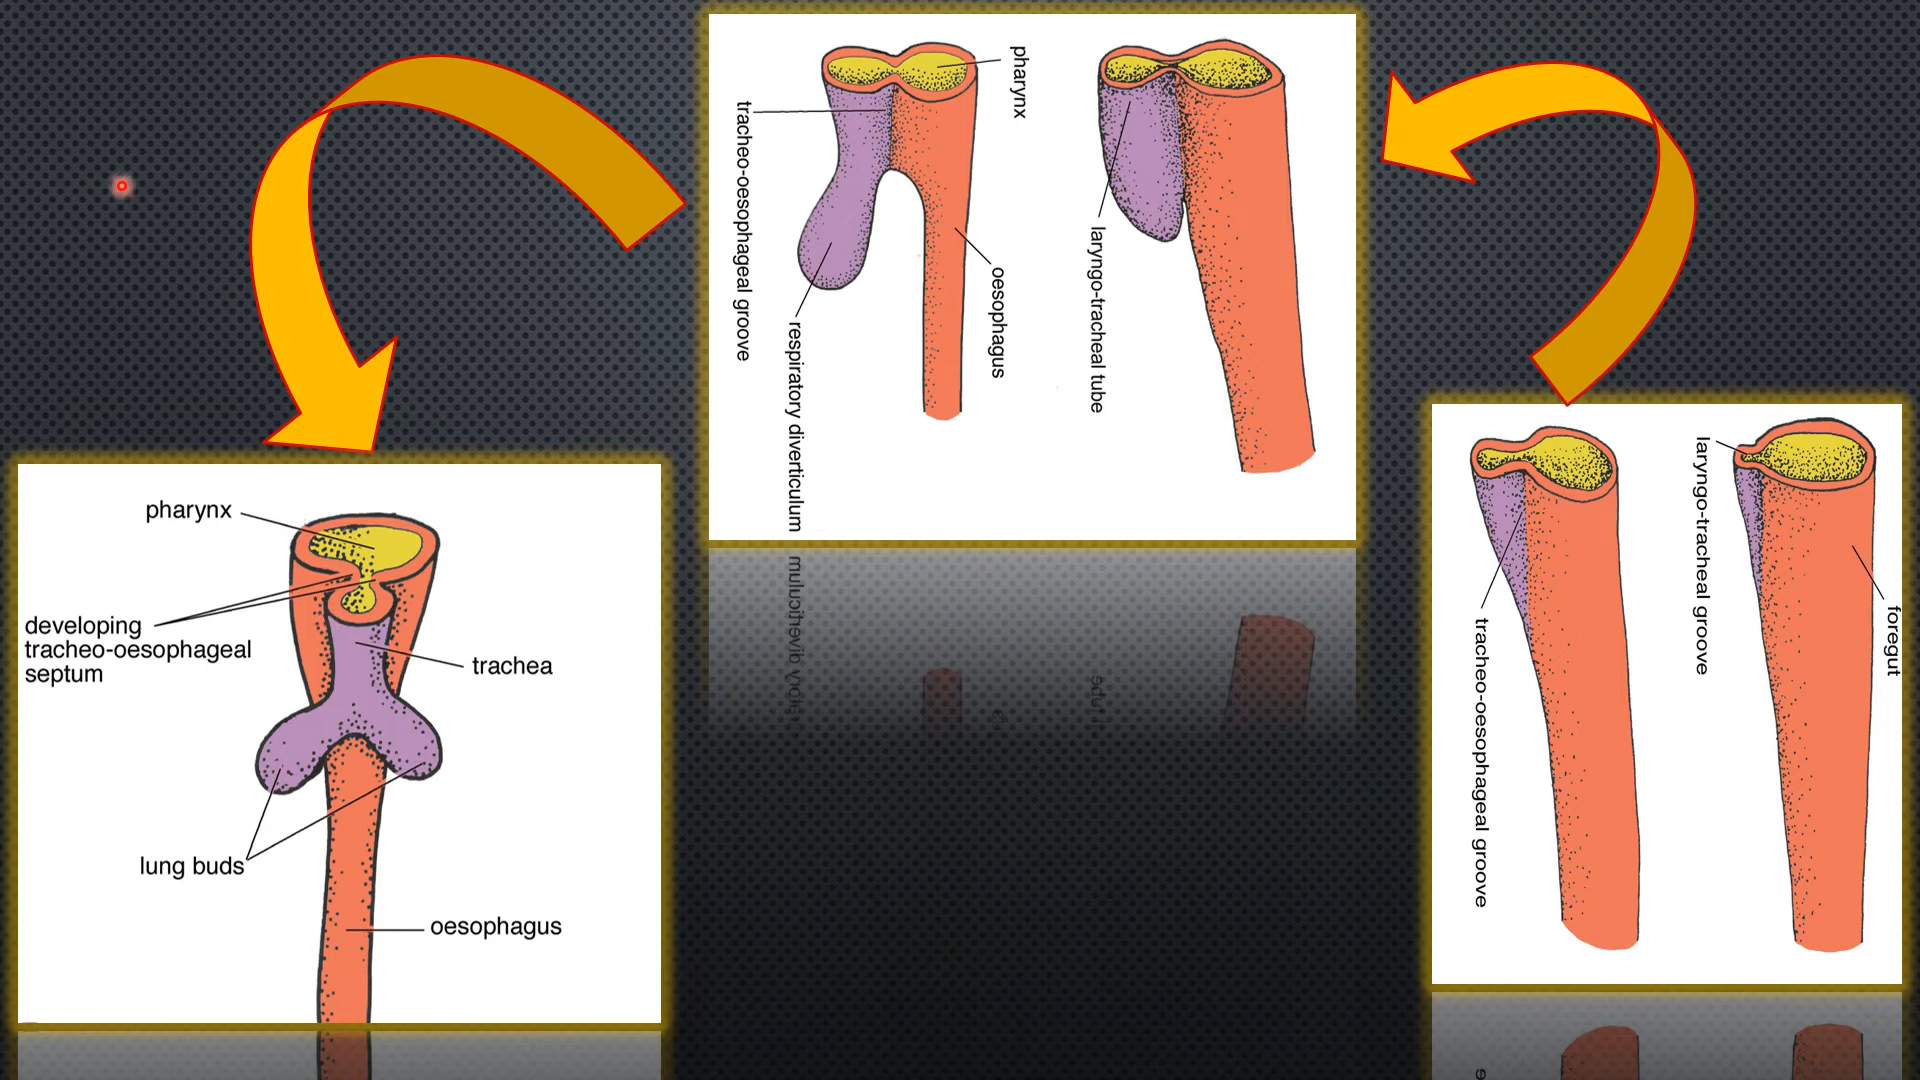 pharynx
tracheo-oesophageal groove
oesophagus
respiratory diverticulum
laryngo-tracheal tube
laryngo-tracheal groove
foregut
tracheo-oesophageal groove
pharynx
developing
tracheo-oesophageal
septum
trachea
lung buds
oesophagus